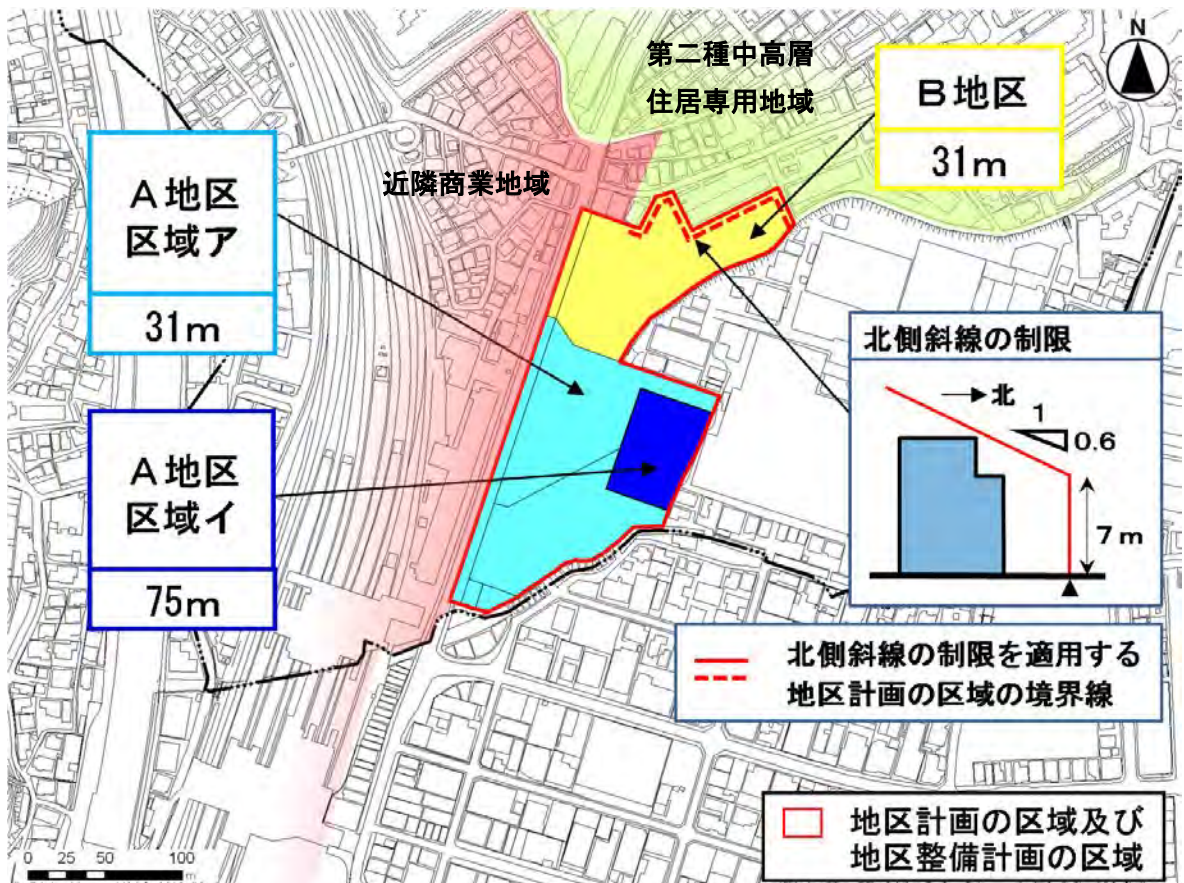 第二種中高層
住居専用地域
近隣商業地域
N
B地区
31m
A地区
区域ア
31m
A地区
区域イ
75m
北側斜線の制限
北
1
0.6
7m
北側斜線の制限を適用する
地区計画の区域の境界線
地区計画の区域及び
地区整備計画の区域
0 25 50 100
m